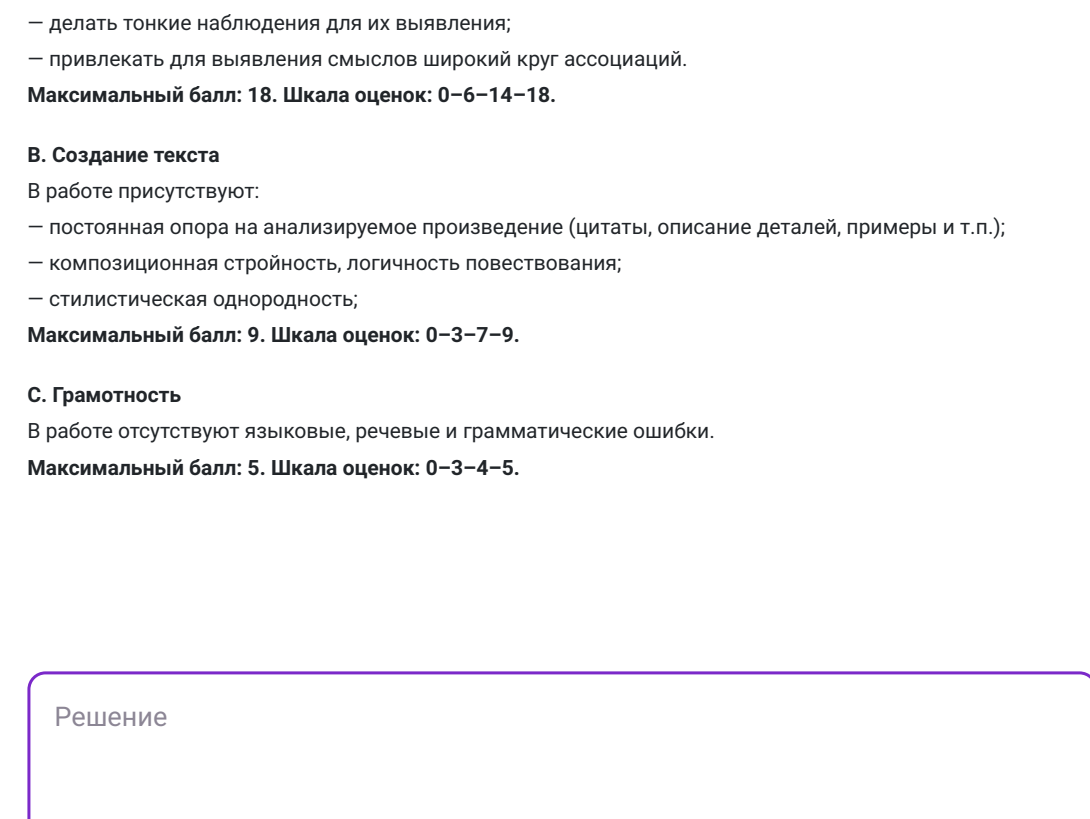 — делать тонкие наблюдения для их выявления;
— привлекать для выявления смыслов широкий круг ассоциаций.
Максимальный балл: 18. Шкала оценок: 0–6–14–18.
В. Создание текста
В работе присутствуют:
— постоянная опора на анализируемое произведение (цитаты, описание деталей, примеры и т.п.);
— композиционная стройность, логичность повествования;
— стилистическая однородность;
Максимальный балл: 9. Шкала оценок: 0–3–7–9.
С. Грамотность
В работе отсутствуют языковые, речевые и грамматические ошибки.
Максимальный балл: 5. Шкала оценок: 0–3–4–5.
Решение